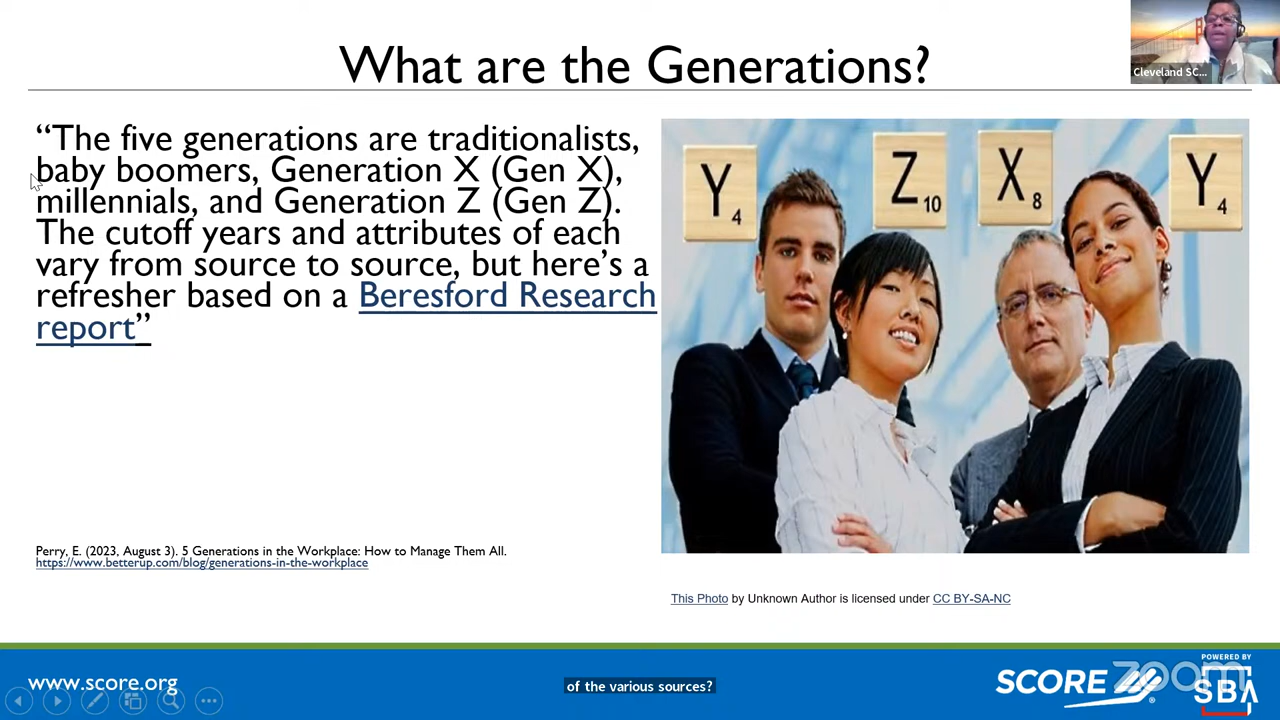 What are the Generations?
Cleveland SC...
“The five generations are traditionalists,
baby boomers, Generation X (Gen X),
millennials, and Generation Z (Gen Z).
The cutoff years and attributes of each
vary from source to source, but here’s a
refresher based on a Beresford Research
report”
Y4
Z10
X8
Y4
Perry, E. (2023, August 3). 5 Generations in the Workplace: How to Manage Them All.
https://www.betterup.com/blog/generations-in-the-workplace
This Photo by Unknown Author is licensed under CC BY-SA-NC
www.score.org
of the various sources?
SCORE
®
zoom
POWERED BY
SBA